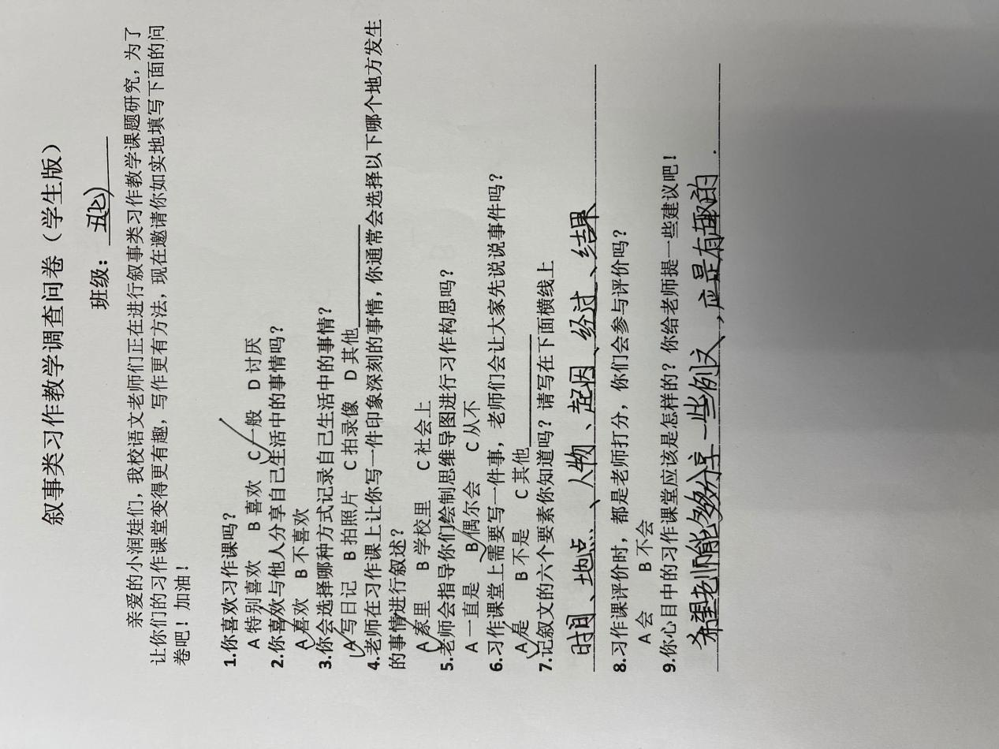 叙事类习作教学调查问卷（学生版）
班级：五(七)
亲爱的小润娃们，我校语文老师们正在进行叙事类习作教学课题研究，为了
让你们的习作课堂变得更有趣，写作更有方法，现在邀请你如实地填写下面的问
卷吧！加油！
1.你喜欢习作课吗？
A 特别喜欢 B 喜欢 C 一般 D 讨厌
2.你喜欢与他人分享自己生活中的事情吗？
A 喜欢 B 不喜欢
3.你会选择哪种方式记录自己生活中的事情？
A 写日记 B 拍照片 C 拍录像 D 其他
4.老师在习作课上让你写一件印象深刻的事情，你通常会选择以下哪个地方发生
的事情进行叙述？
A 家里 B 学校里 C 社会上
5.老师会指导你们绘制思维导图进行习作构思吗？
A 一直是 B 偶尔会 C 从不
6.习作课堂上需要写一件事，老师们会让大家先说说事件吗？
A 是 B 不是 C 其他
7.记叙文的六个要素你知道吗？请写在下面横线上
时间、地点、人物、起因、经过、结果
8.习作课评价时，都是老师打分，你们会参与评价吗？
A 会 B 不会
9.你心目中的习作课堂应该是怎样的？你给老师提一些建议吧！
希望老师能够分享一些例文，应是有趣的.